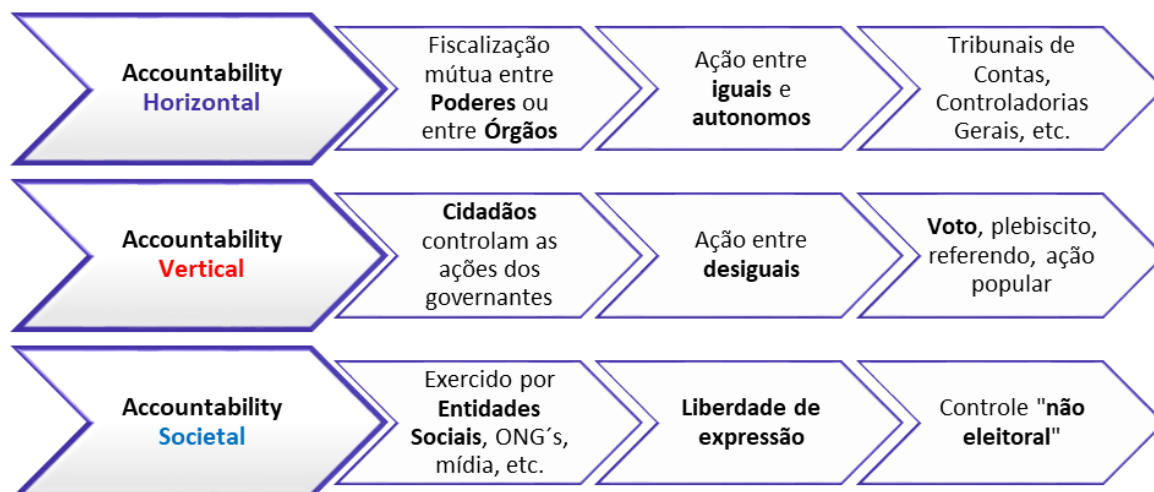 Accountability
Horizontal
Fiscalização
mútua entre
Poderes ou
entre Órgãos
Ação entre
iguais e
autonomos
Tribunais de
Contas,
Controladorias
Gerais, etc.
Accountability
Vertical
Cidadãos
controlam as
ações dos
governantes
Ação entre
desiguais
Voto, plebiscito,
referendo, ação
popular
Accountability
Societal
Exercido por
Entidades
Sociais, ONG´s,
mídia, etc.
Liberdade de
expressão
Controle "não
eleitoral"